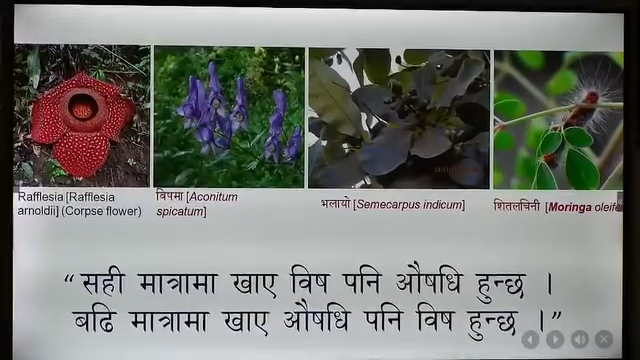 Rafflesia [Rafflesia
arnoldii] (Corpse flower)
विषमा [Aconitum
spicatum]
भलायो [Semecarpus indicum]
शितलचिनी [Moringa oleife
“ सही मात्रामा खाए विष पनि औषधि हुन्छ ।
बढि मात्रामा खाए औषधि पनि विष हुन्छ ।”